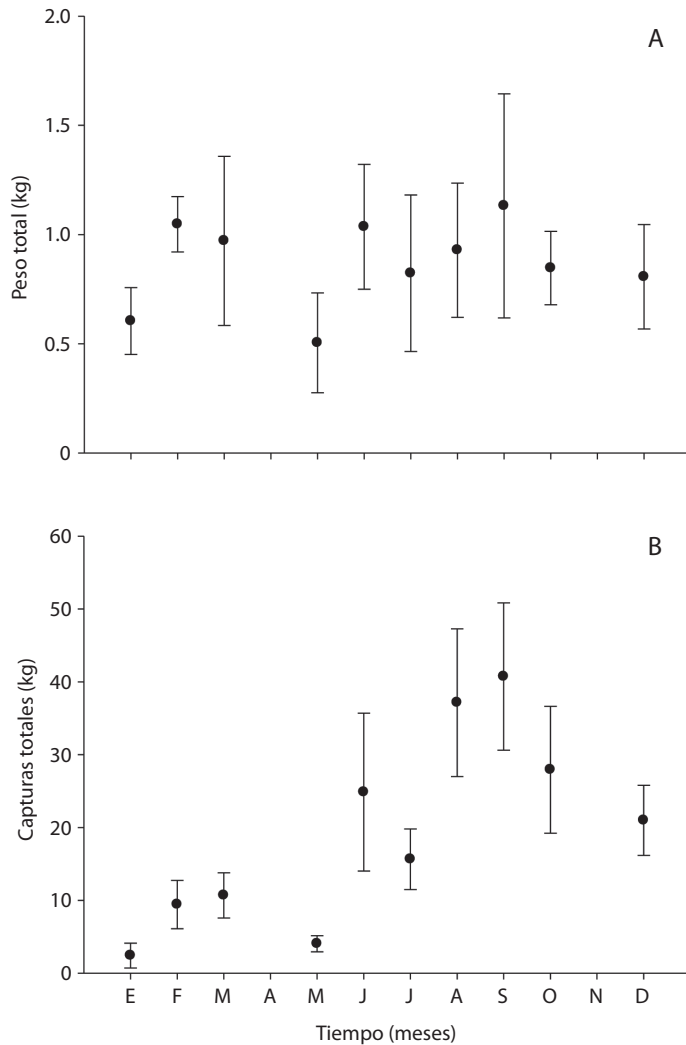 A
2.0
1.5
1.0
0.5
0
Peso total (kg)
B
60
50
40
30
20
10
0
Capturas totales (kg)
E F M A M J J A S O N D
Tiempo (meses)